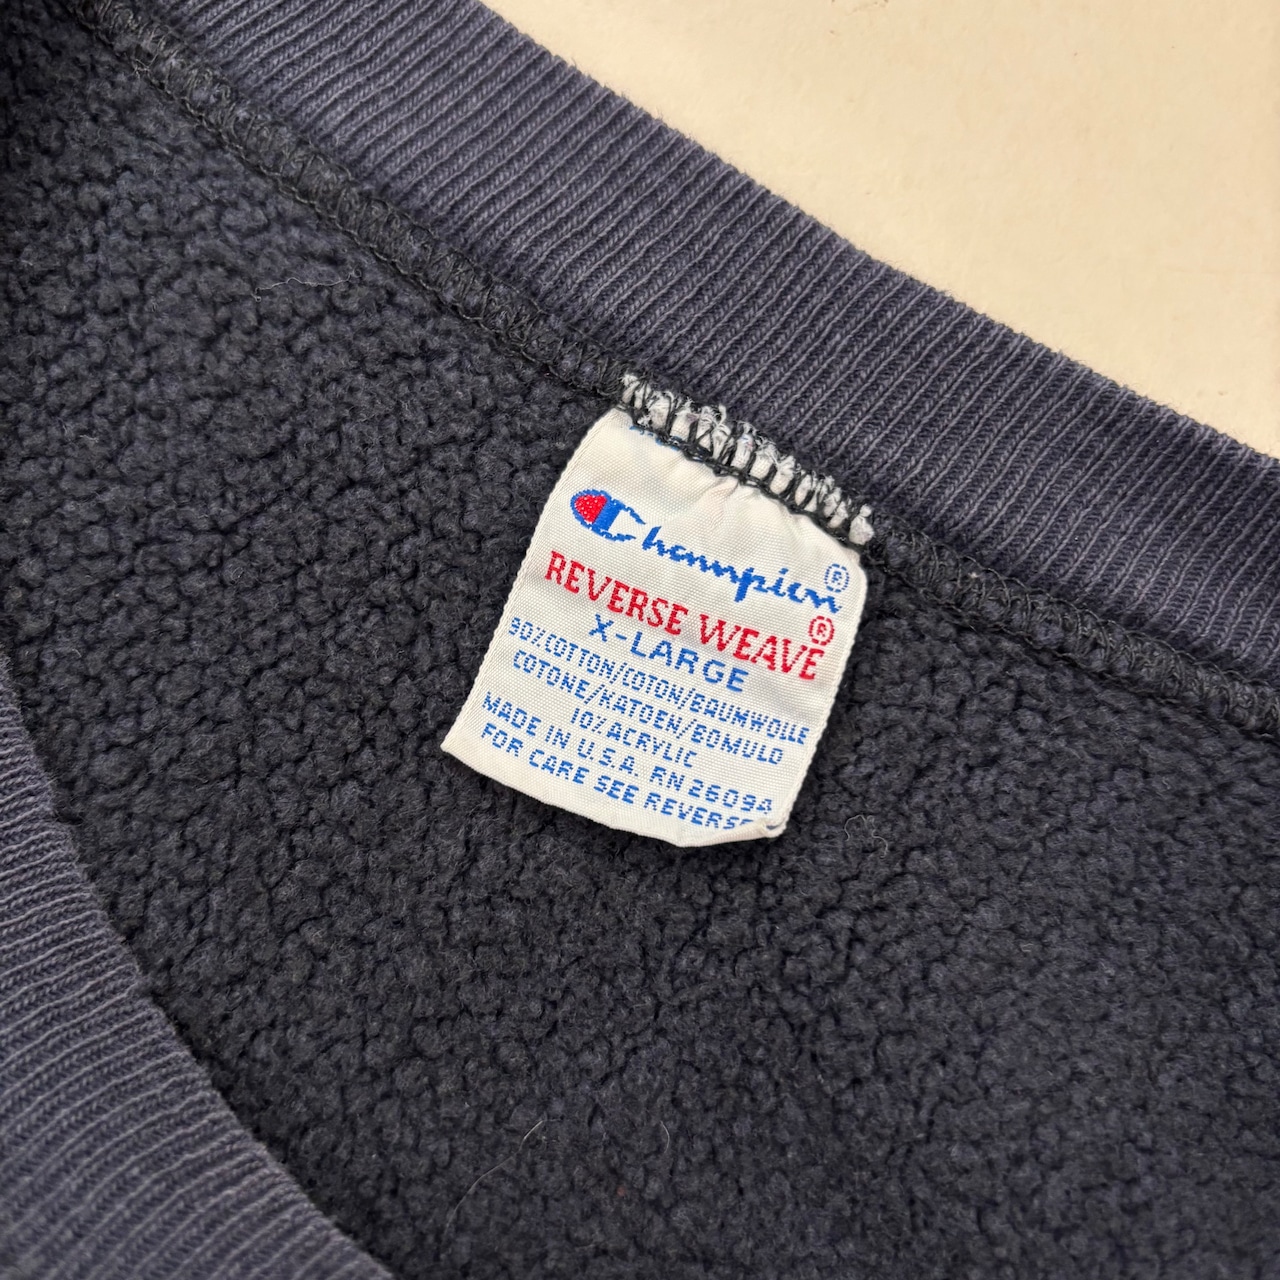 Champion®
REVERSE WEAVE®
X-LARGE
90%COTTON/COTON/BAUMWOLLE
COTONE/KATOEN/BOMULD
10%ACRYLIC
MADE IN U.S.A. RN 26094
FOR CARE SEE REVERSE